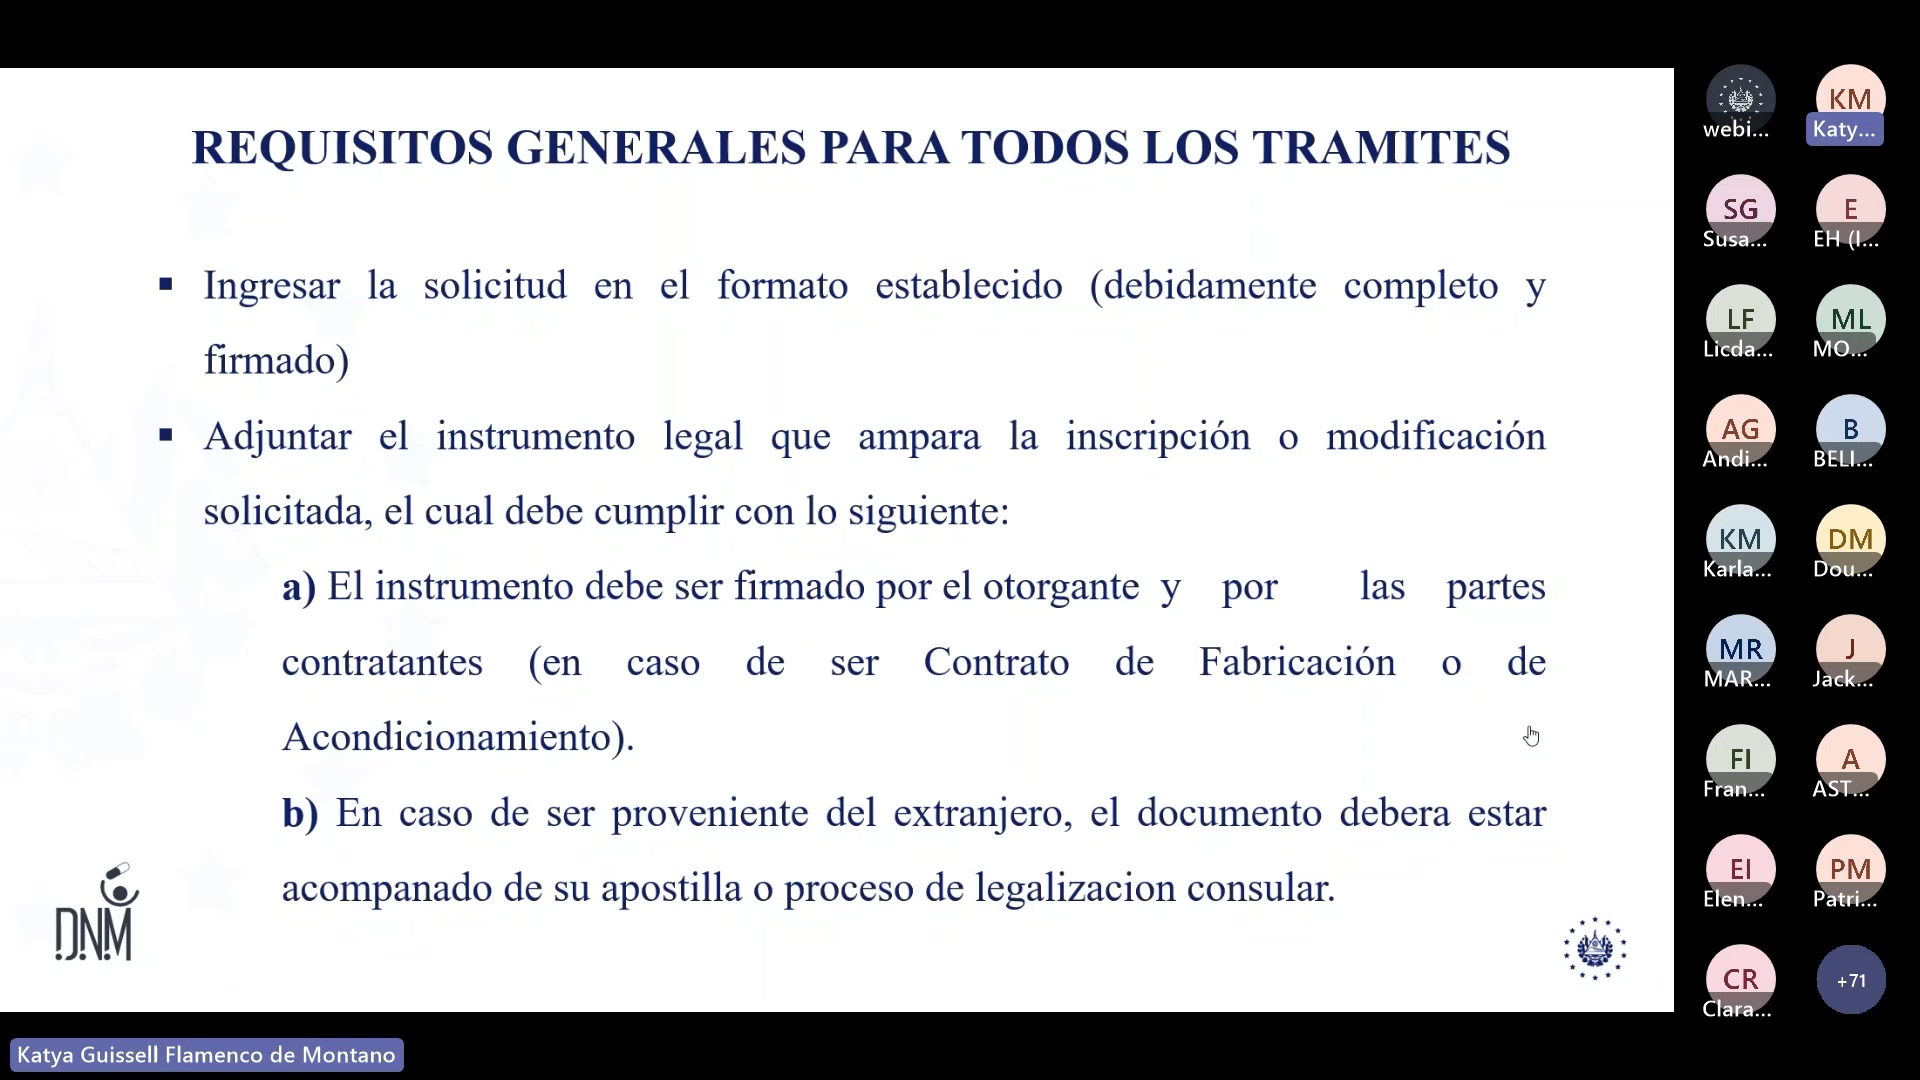 REQUISITOS GENERALES PARA TODOS LOS TRAMITES
▪ Ingresar la solicitud en el formato establecido (debidamente completo y
firmado)
▪ Adjuntar el instrumento legal que ampara la inscripción o modificación
solicitada, el cual debe cumplir con lo siguiente:
a) El instrumento debe ser firmado por el otorgante y por las partes
contratantes (en caso de ser Contrato de Fabricación o de
Acondicionamiento).
b) En caso de ser proveniente del extranjero, el documento debera estar
acompanado de su apostilla o proceso de legalizacion consular.
DNM
Katya Guissell Flamenco de Montano
KM
webi...
Katy...
SG
E
Susa...
EH (I...
LF
ML
Licda...
MO...
AG
B
Andi...
BELI...
KM
DM
Karla...
Dou...
MR
J
MAR...
Jack...
FI
A
Fran...
AST...
EI
PM
Elen...
Patri...
CR
+71
Clara...